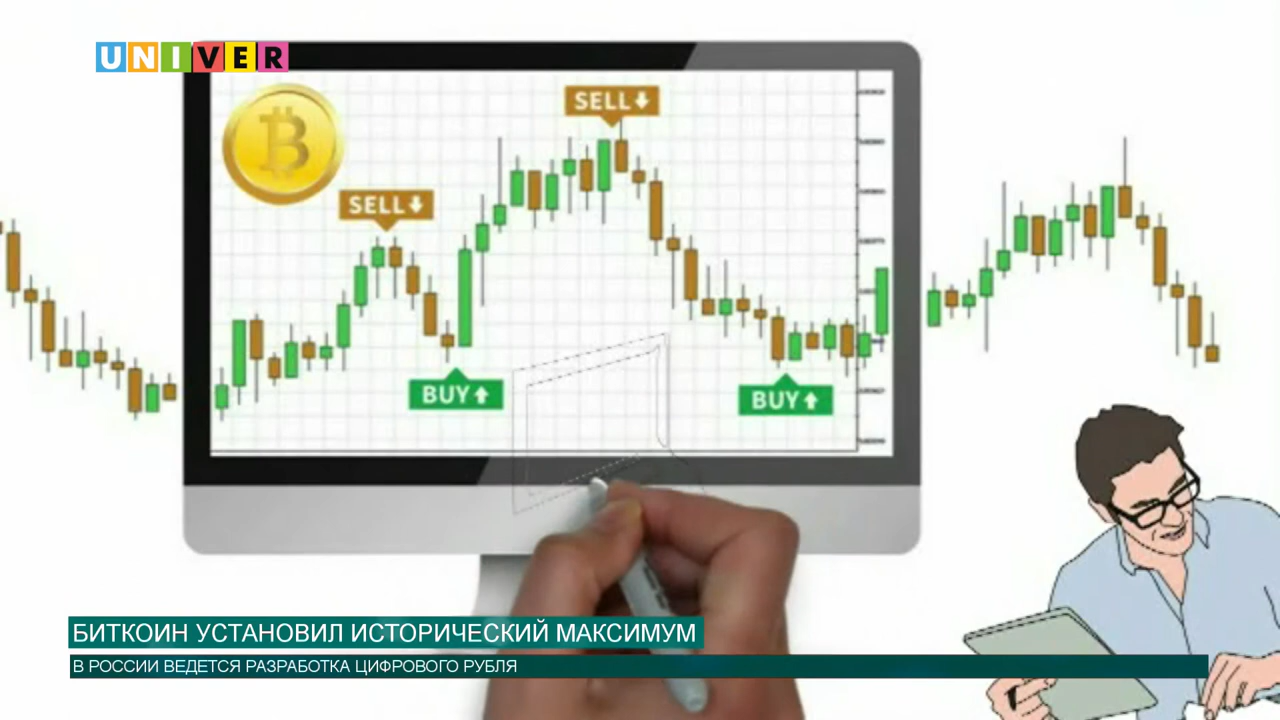 UNIVER
SELL
SELL
BUY
BUY
БИТКОИН УСТАНОВИЛ ИСТОРИЧЕСКИЙ МАКСИМУМ
В РОССИИ ВЕДЕТСЯ РАЗРАБОТКА ЦИФРОВОГО РУБЛЯ